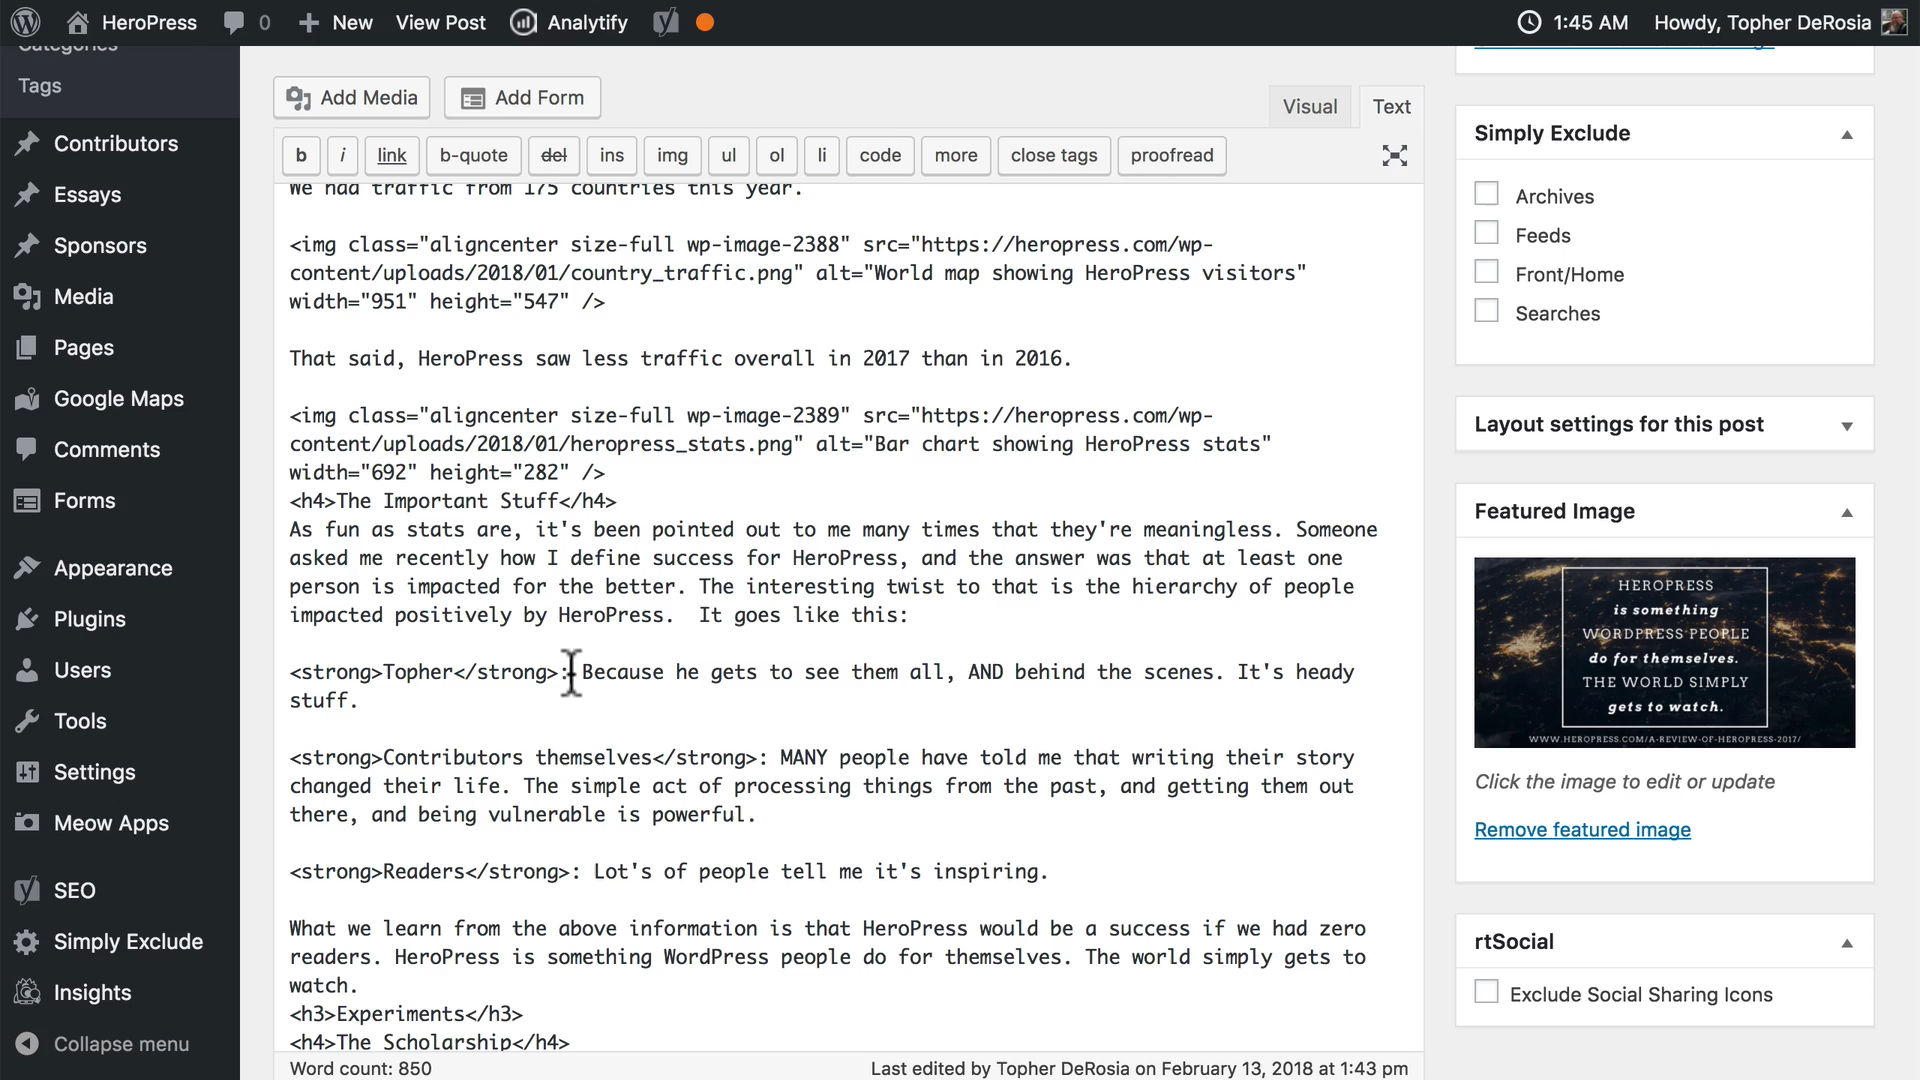 HeroPress
0
New
View Post
Analytify
1:45 AM
Howdy, Topher DeRosia
Categories
Tags
Contributors
Essays
Sponsors
Media
Pages
Google Maps
Comments
Forms
Appearance
Plugins
Users
Tools
Settings
Meow Apps
SEO
Simply Exclude
Insights
Collapse menu
Add Media
Add Form
Visual
Text
b
i
link
b-quote
del
ins
img
ul
ol
li
code
more
close tags
proofread
We had traffic from 175 countries this year.
<img class="aligncenter size-full wp-image-2388" src="https://heropress.com/wp-
content/uploads/2018/01/country_traffic.png" alt="World map showing HeroPress visitors"
width="951" height="547" />
That said, HeroPress saw less traffic overall in 2017 than in 2016.
<img class="aligncenter size-full wp-image-2389" src="https://heropress.com/wp-
content/uploads/2018/01/heropress_stats.png" alt="Bar chart showing HeroPress stats"
width="692" height="282" />
<h4>The Important Stuff</h4>
As fun as stats are, it's been pointed out to me many times that they're meaningless. Someone
asked me recently how I define success for HeroPress, and the answer was that at least one
person is impacted for the better. The interesting twist to that is the hierarchy of people
impacted positively by HeroPress.  It goes like this:
<strong>Topher</strong>: Because he gets to see them all, AND behind the scenes. It's heady
stuff.
<strong>Contributors themselves</strong>: MANY people have told me that writing their story
changed their life. The simple act of processing things from the past, and getting them out
there, and being vulnerable is powerful.
<strong>Readers</strong>: Lot's of people tell me it's inspiring.
What we learn from the above information is that HeroPress would be a success if we had zero
readers. HeroPress is something WordPress people do for themselves. The world simply gets to
watch.
<h3>Experiments</h3>
<h4>The Scholarship</h4>
Word count: 850
Last edited by Topher DeRosia on February 13, 2018 at 1:43 pm
Simply Exclude
Archives
Feeds
Front/Home
Searches
Layout settings for this post
Featured Image
HEROPRESS
is something
WORDPRESS PEOPLE
do for themselves.
THE WORLD SIMPLY
gets to watch.
WWW.HEROPRESS.COM/A-REVIEW-OF-HEROPRESS-2017/
Click the image to edit or update
Remove featured image
rtSocial
Exclude Social Sharing Icons